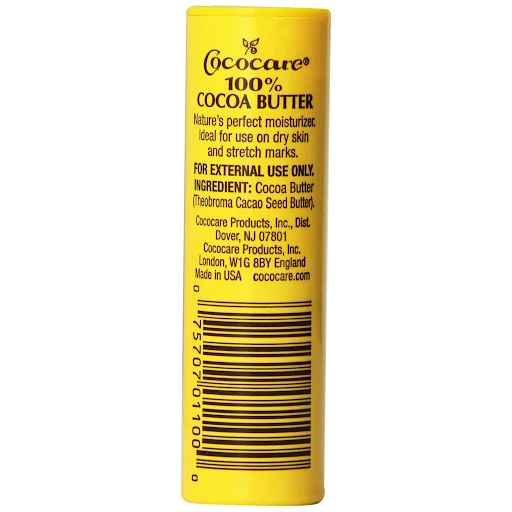 Cococare®
100%
COCOA BUTTER
Nature's perfect moisturizer.
Ideal for use on dry skin
and stretch marks.
FOR EXTERNAL USE ONLY.
INGREDIENT: Cocoa Butter
(Theobroma Cacao Seed Butter).
Cococare Products, Inc., Dist.
Dover, NJ 07801
Cococare Products, Inc.
London, W1G 8BY England
Made in USA cococare.com
0 75707 01100 0